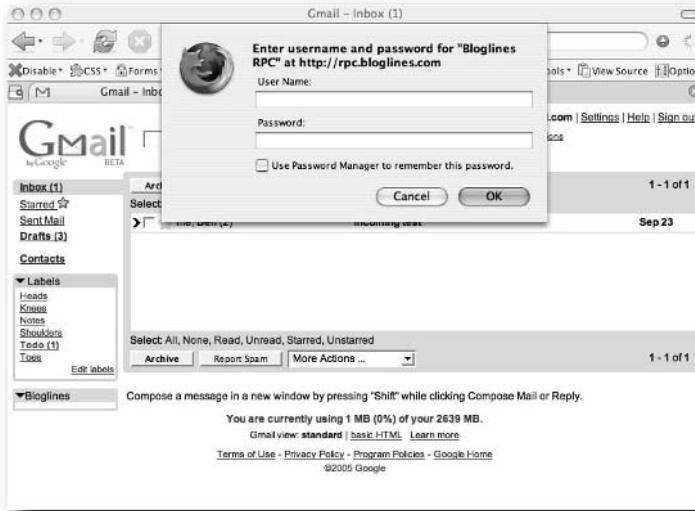 Gmail – Inbox (1)
Enter username and password for "Bloglines
RPC" at http://rpc.bloglines.com
User Name:
Password:
Use Password Manager to remember this password.
Cancel OK
Disable CSS Forms
View Source
Gmail – Inbo
.com | Settings | Help | Sign out
GMail
by Google BETA
Inbox (1)
Starred
Sent Mail
Drafts (3)
Contacts
Labels
Heads
Knees
Notes
Shoulders
Todo (1)
Toes
Edit labels
Bloglines
1 - 1 of 1
Select
Sep 23
Select: All, None, Read, Unread, Starred, Unstarred
Archive Report Spam More Actions ... 1 - 1 of 1
Compose a message in a new window by pressing "Shift" while clicking Compose Mail or Reply.
You are currently using 1 MB (0%) of your 2639 MB.
Gmail view: standard | basic HTML Learn more
Terms of Use - Privacy Policy - Program Policies - Google Home
©2005 Google